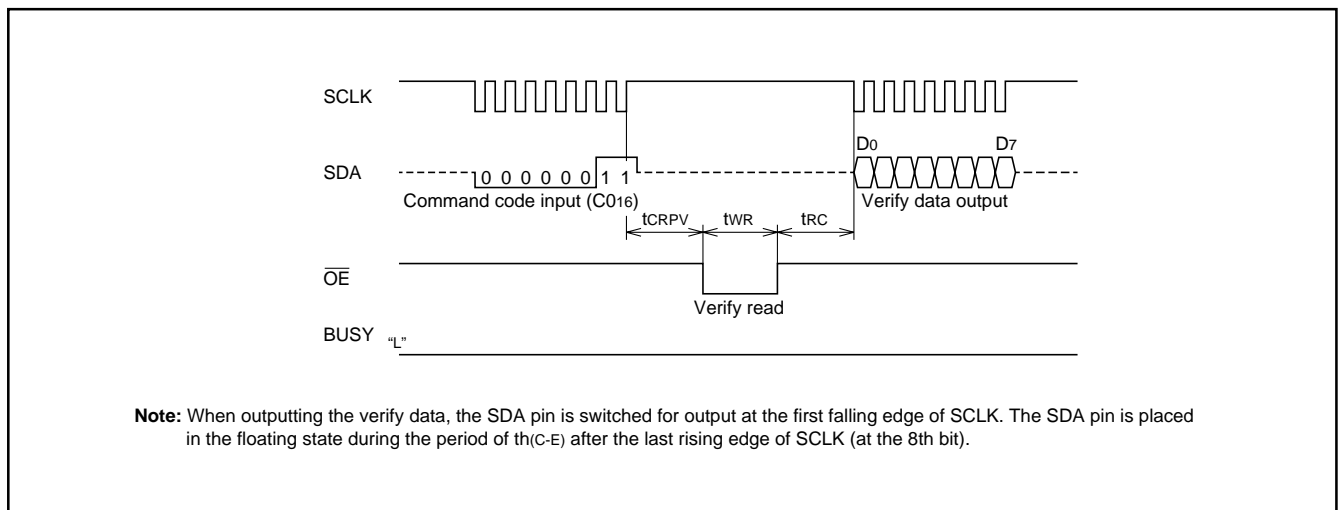 SCLK
D0 D7
SDA
0 0 0 0 0 0 1 1
Command code input (C016)
Verify data output
tCRPV tWR tRC
OE
Verify read
BUSY “L”
Note: When outputting the verify data, the SDA pin is switched for output at the first falling edge of SCLK. The SDA pin is placed
in the floating state during the period of th(C-E) after the last rising edge of SCLK (at the 8th bit).